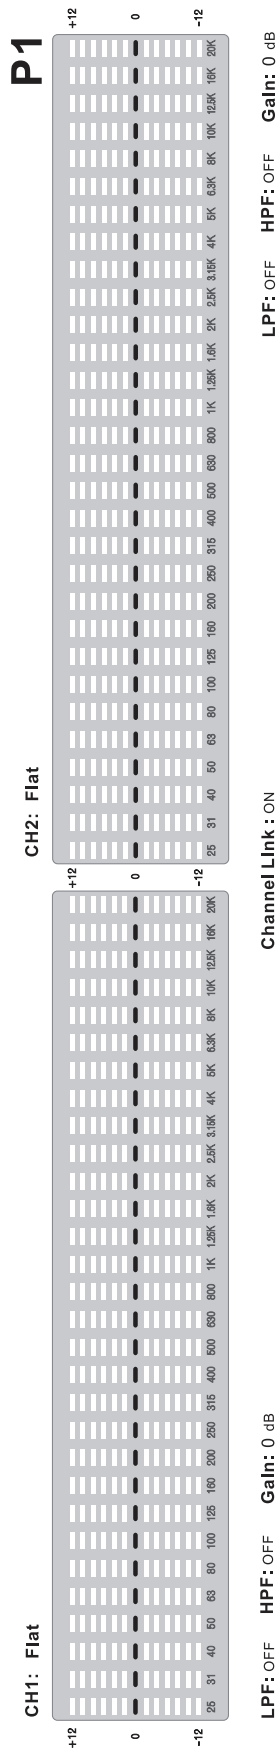 P1
CH1: Flat
CH2: Flat
+12
0
-12
25 31 40 50 63 80 100 125 160 200 250 315 400 500 630 800 1K 1.25K 1.6K 2K 2.5K 3.15K 4K 5K 6.3K 8K 10K 12.5K 16K 20K
+12
0
-12
25 31 40 50 63 80 100 125 160 200 250 315 400 500 630 800 1K 1.25K 1.6K 2K 2.5K 3.15K 4K 5K 6.3K 8K 10K 12.5K 16K 20K
+12
0
-12
LPF: OFF HPF: OFF Gain: 0 dB
Channel Link : ON
LPF: OFF HPF: OFF Gain: 0 dB